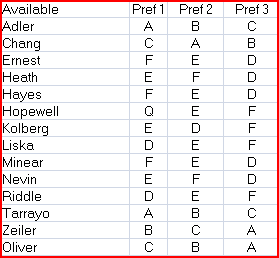 Available Pref 1 Pref 2 Pref 3
Adler A B C
Chang C A B
Ernest F E D
Heath E F D
Hayes F E D
Hopewell Q E F
Kolberg E D F
Liska D E F
Minear F E D
Nevin E F D
Riddle D E F
Tarrayo A B C
Zeiler B C A
Oliver C B A